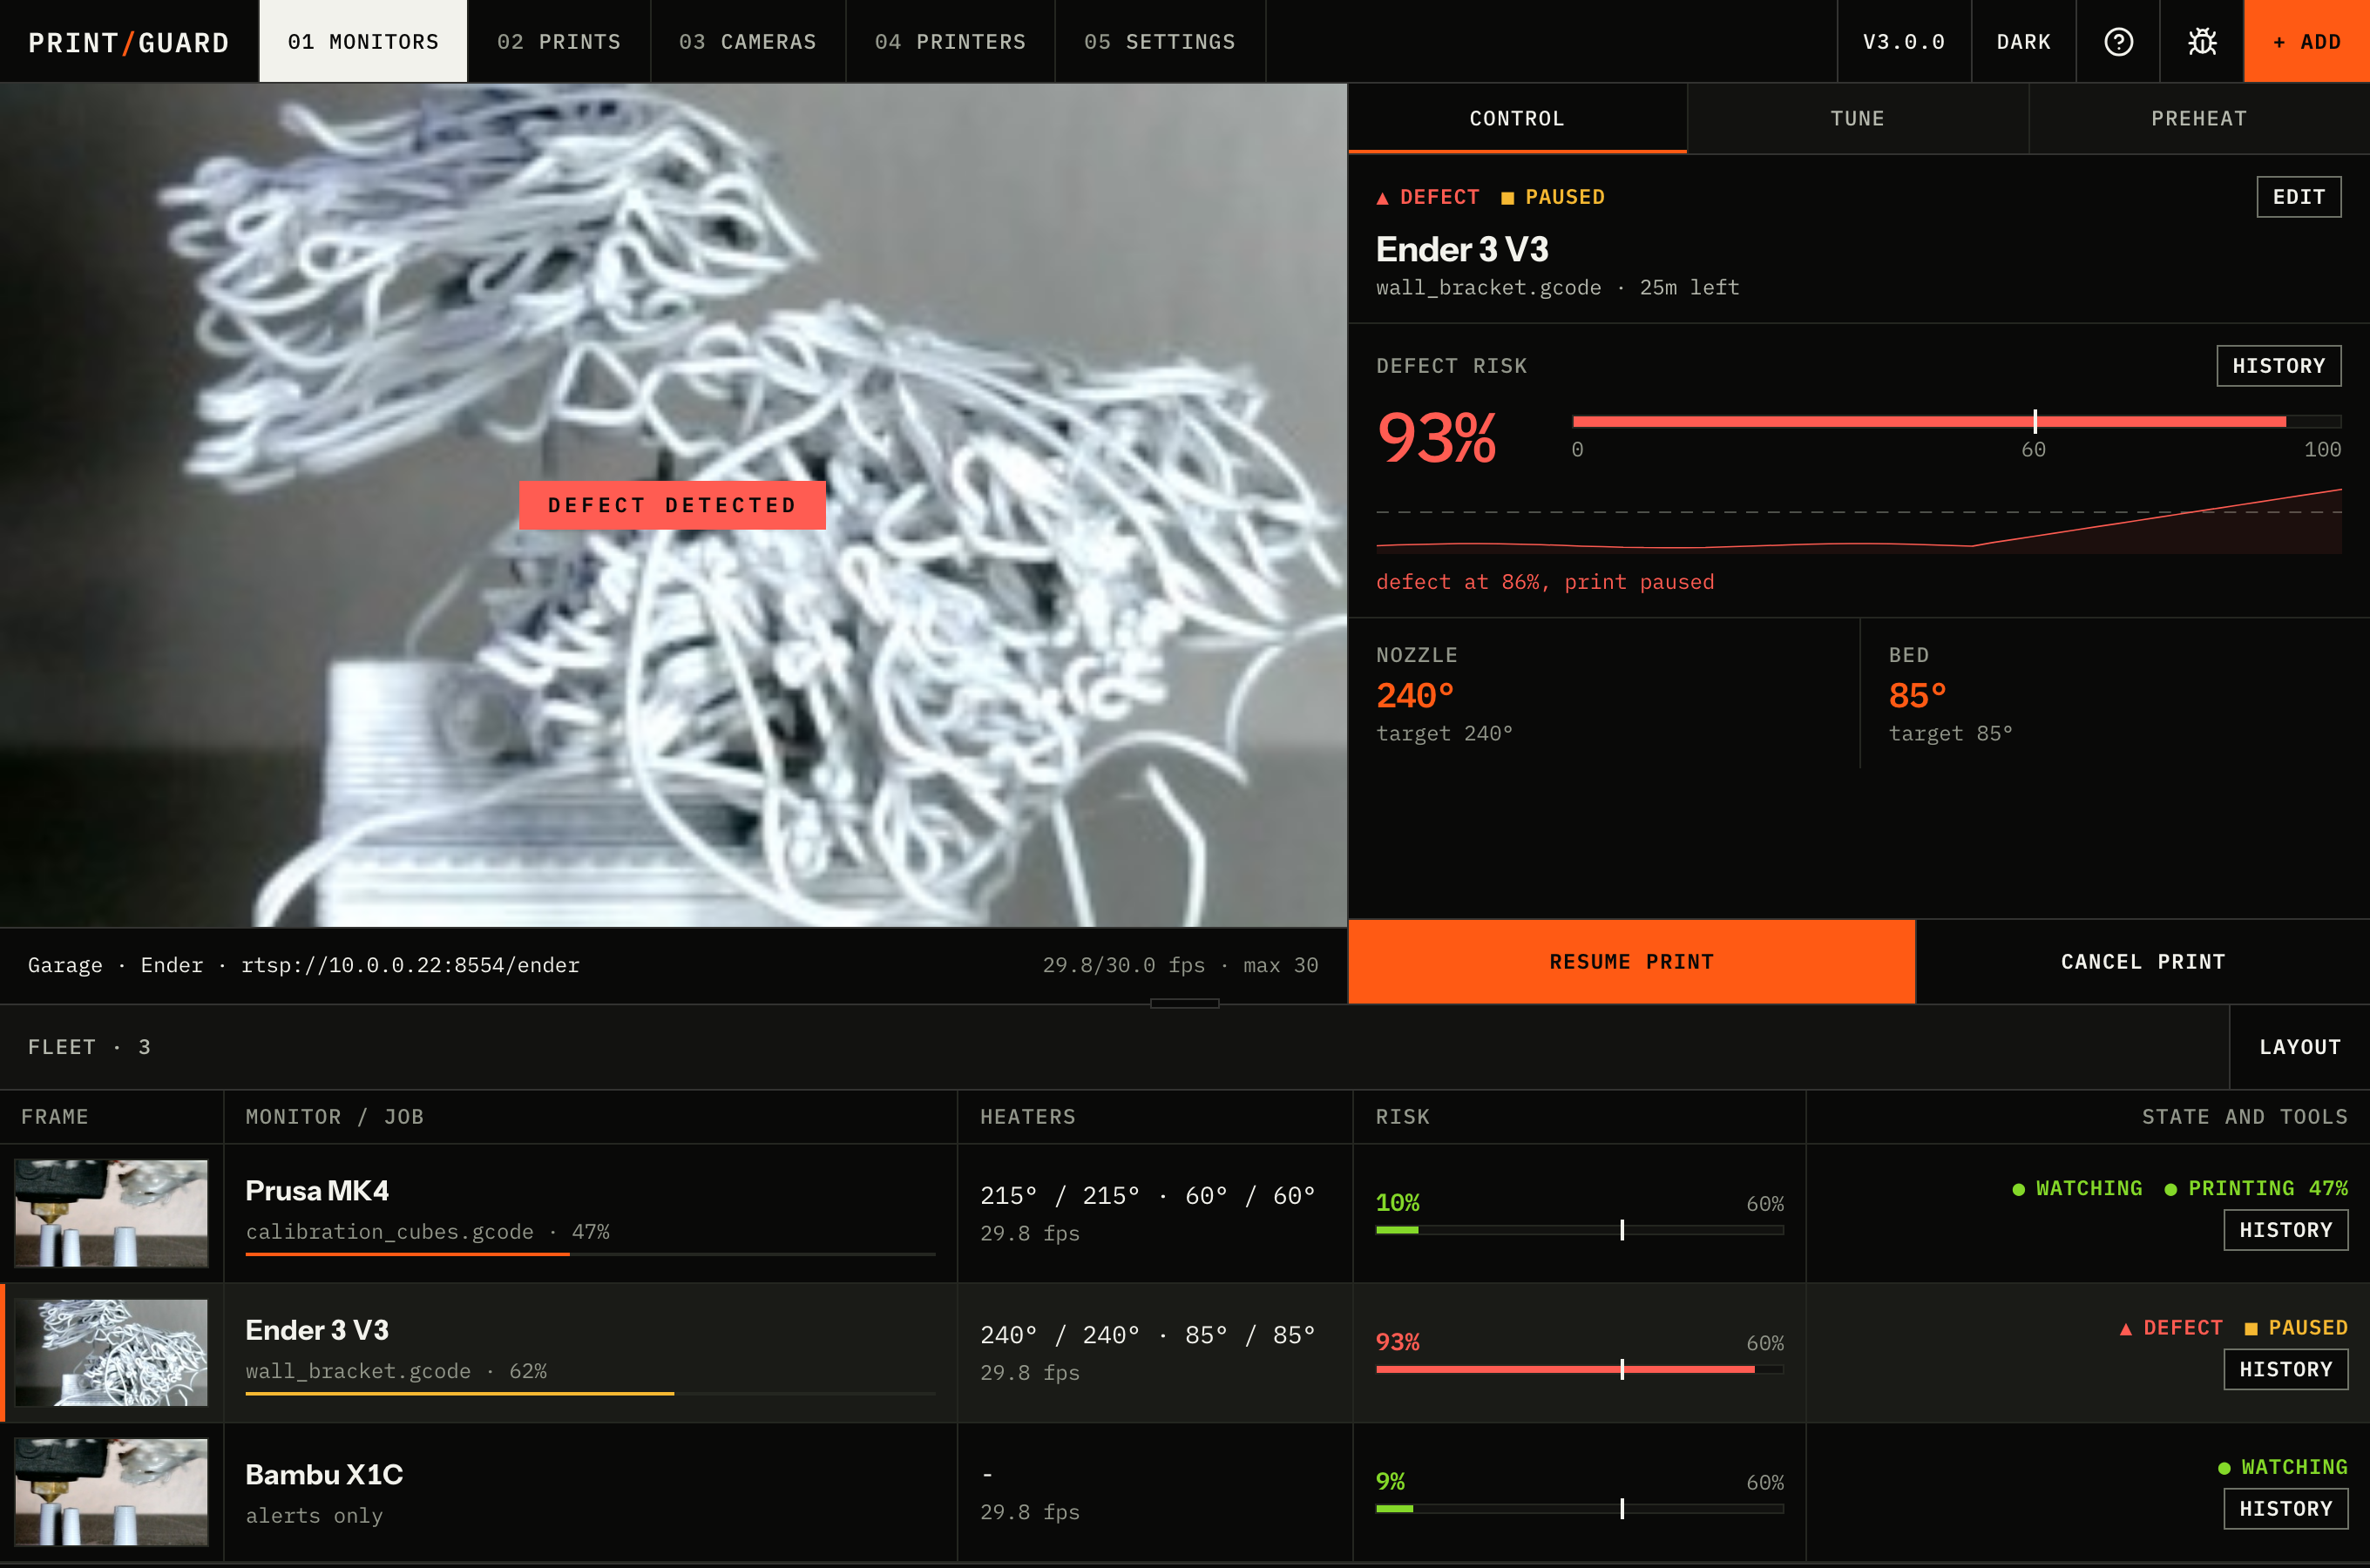 PRINT/GUARD 01 MONITORS 02 PRINTS 03 CAMERAS 04 PRINTERS 05 SETTINGS V3.0.0 DARK + ADD
CONTROL TUNE PREHEAT
▲ DEFECT ■ PAUSED EDIT
Ender 3 V3
wall_bracket.gcode · 25m left
DEFECT RISK HISTORY
93%
0 60 100
DEFECT DETECTED
defect at 86%, print paused
NOZZLE BED
240° 85°
target 240° target 85°
Garage · Ender · rtsp://10.0.0.22:8554/ender 29.8/30.0 fps · max 30
RESUME PRINT CANCEL PRINT
FLEET · 3 LAYOUT
FRAME MONITOR / JOB HEATERS RISK STATE AND TOOLS
Prusa MK4 215° / 215° · 60° / 60° 10% 60% ● WATCHING ● PRINTING 47%
calibration_cubes.gcode · 47% 29.8 fps HISTORY
Ender 3 V3 240° / 240° · 85° / 85° 93% 60% ▲ DEFECT ■ PAUSED
wall_bracket.gcode · 62% 29.8 fps HISTORY
Bambu X1C - 9% 60% ● WATCHING
alerts only 29.8 fps HISTORY